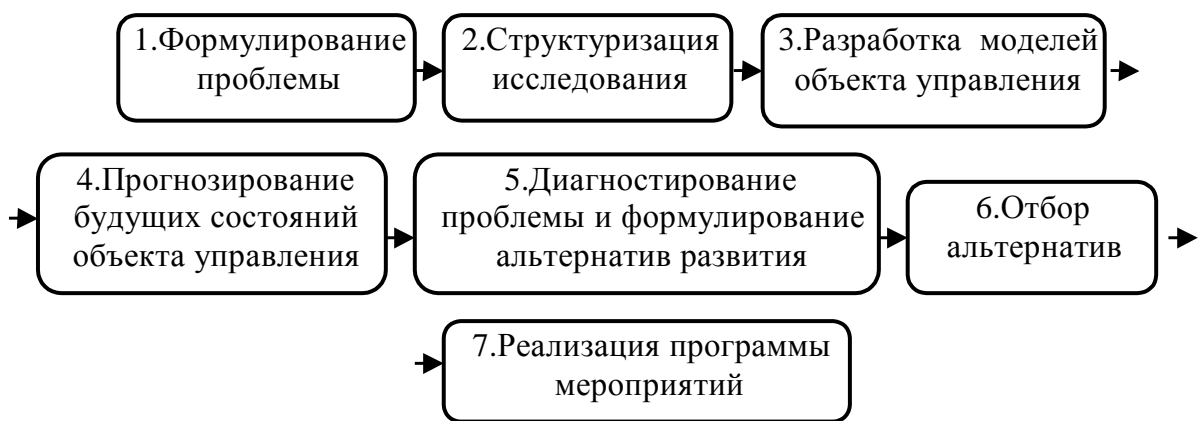 1.Формулирование
проблемы
2.Структуризация
исследования
3.Разработка моделей
объекта управления
4.Прогнозирование
будущих состояний
объекта управления
5.Диагностирование
проблемы и формулирование
альтернатив развития
6.Отбор
альтернатив
7.Реализация программы
мероприятий